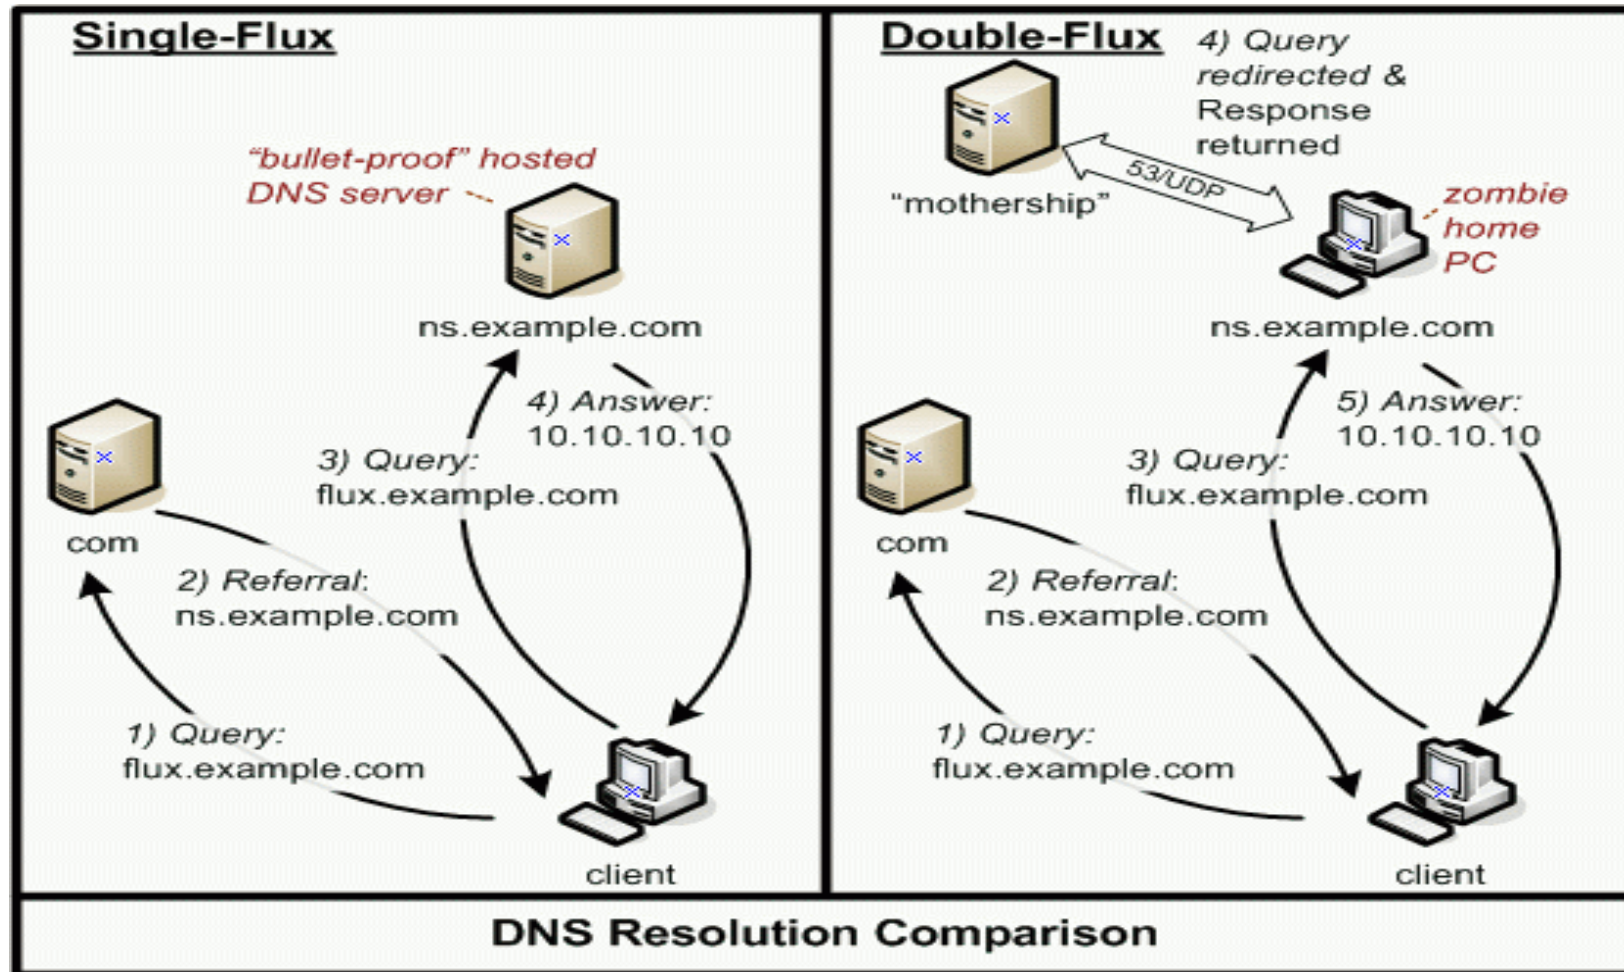 Single-Flux
"bullet-proof" hosted
DNS server
ns.example.com
4) Answer:
10.10.10.10
3) Query:
flux.example.com
com
2) Referral:
ns.example.com
1) Query:
flux.example.com
client
Double-Flux
4) Query
redirected &
Response
returned
53/UDP
"mothership"
zombie
home
PC
ns.example.com
5) Answer:
10.10.10.10
3) Query:
flux.example.com
com
2) Referral:
ns.example.com
1) Query:
flux.example.com
client
DNS Resolution Comparison